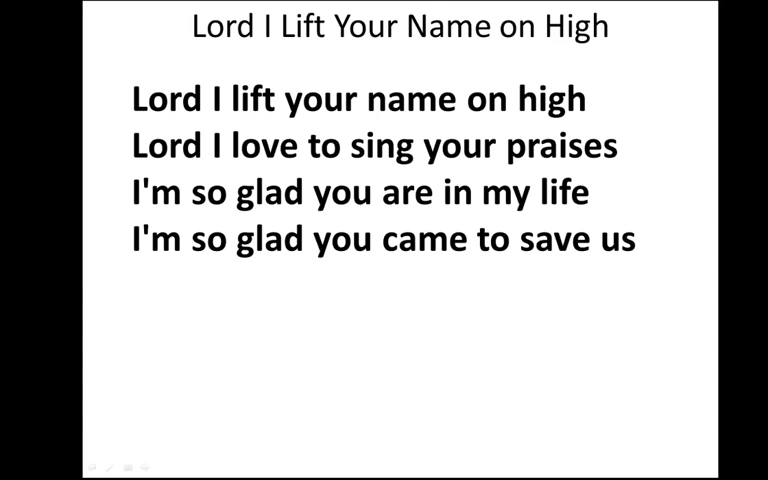 Lord I Lift Your Name on High
Lord I lift your name on high
Lord I love to sing your praises
I'm so glad you are in my life
I'm so glad you came to save us